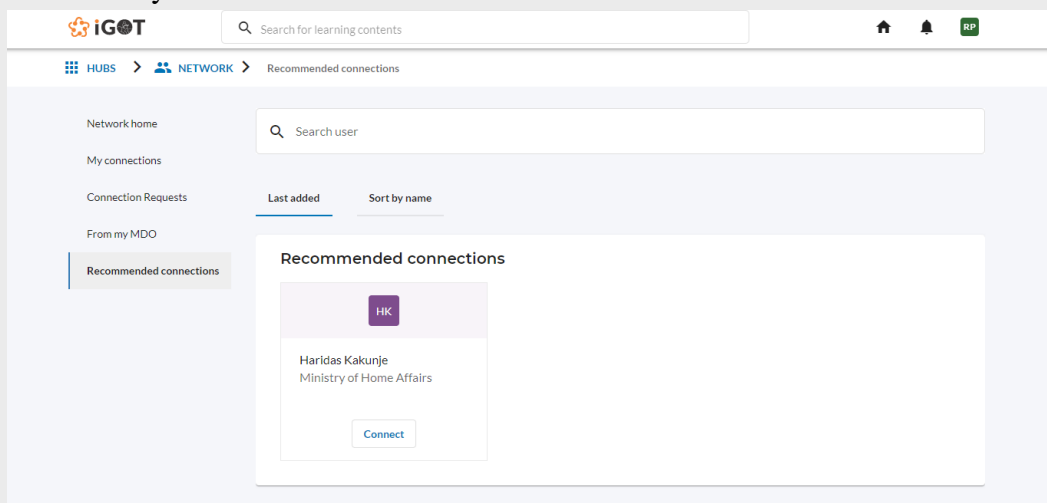 iGOT
Search for learning contents
RP
HUBS > NETWORK > Recommended connections
Network home
My connections
Connection Requests
From my MDO
Recommended connections
Search user
Last added
Sort by name
Recommended connections
HK
Haridas Kakunje
Ministry of Home Affairs
Connect